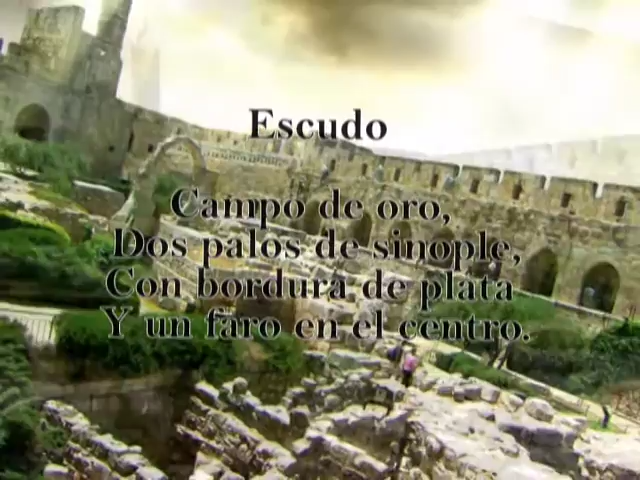 Escudo
Campo de oro,
Dos palos de sinople,
Con bordura de plata
Y un faro en el centro.